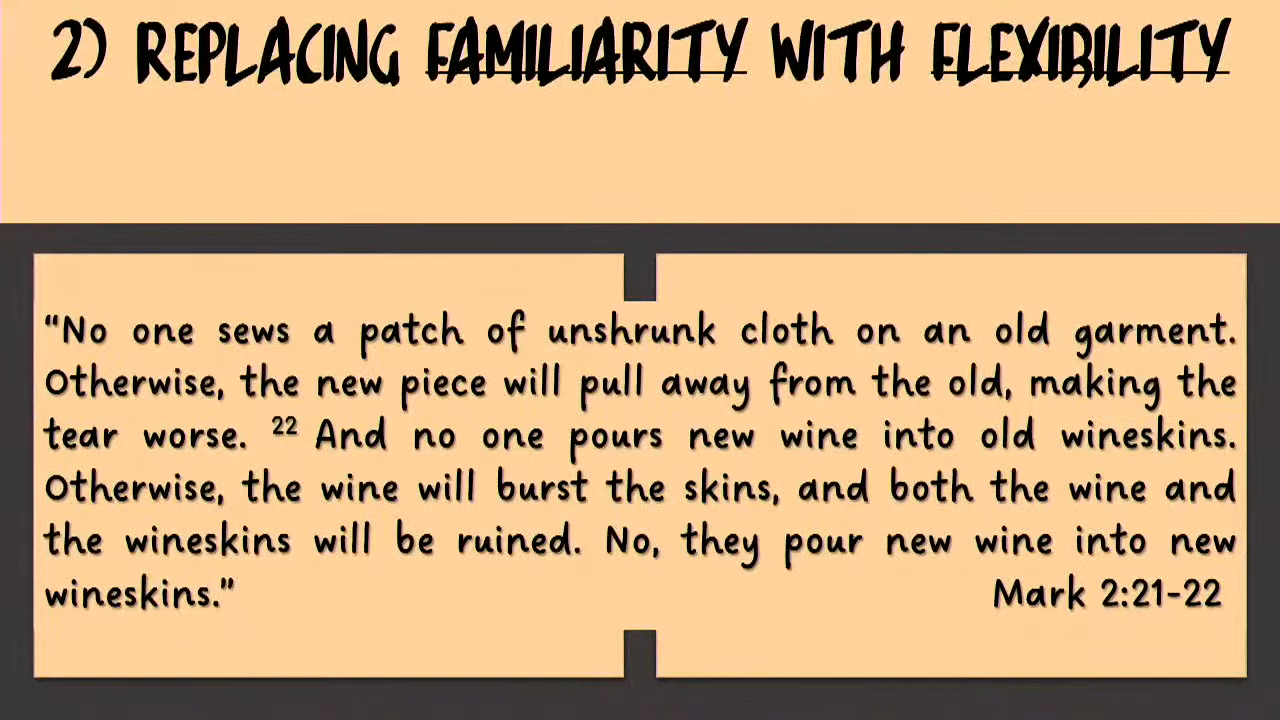 2) REPLACING FAMILIARITY WITH FLEXIBILITY
“No one sews a patch of unshrunk cloth on an old garment.
Otherwise, the new piece will pull away from the old, making the
tear worse. ²² And no one pours new wine into old wineskins.
Otherwise, the wine will burst the skins, and both the wine and
the wineskins will be ruined. No, they pour new wine into new
wineskins.” Mark 2:21-22